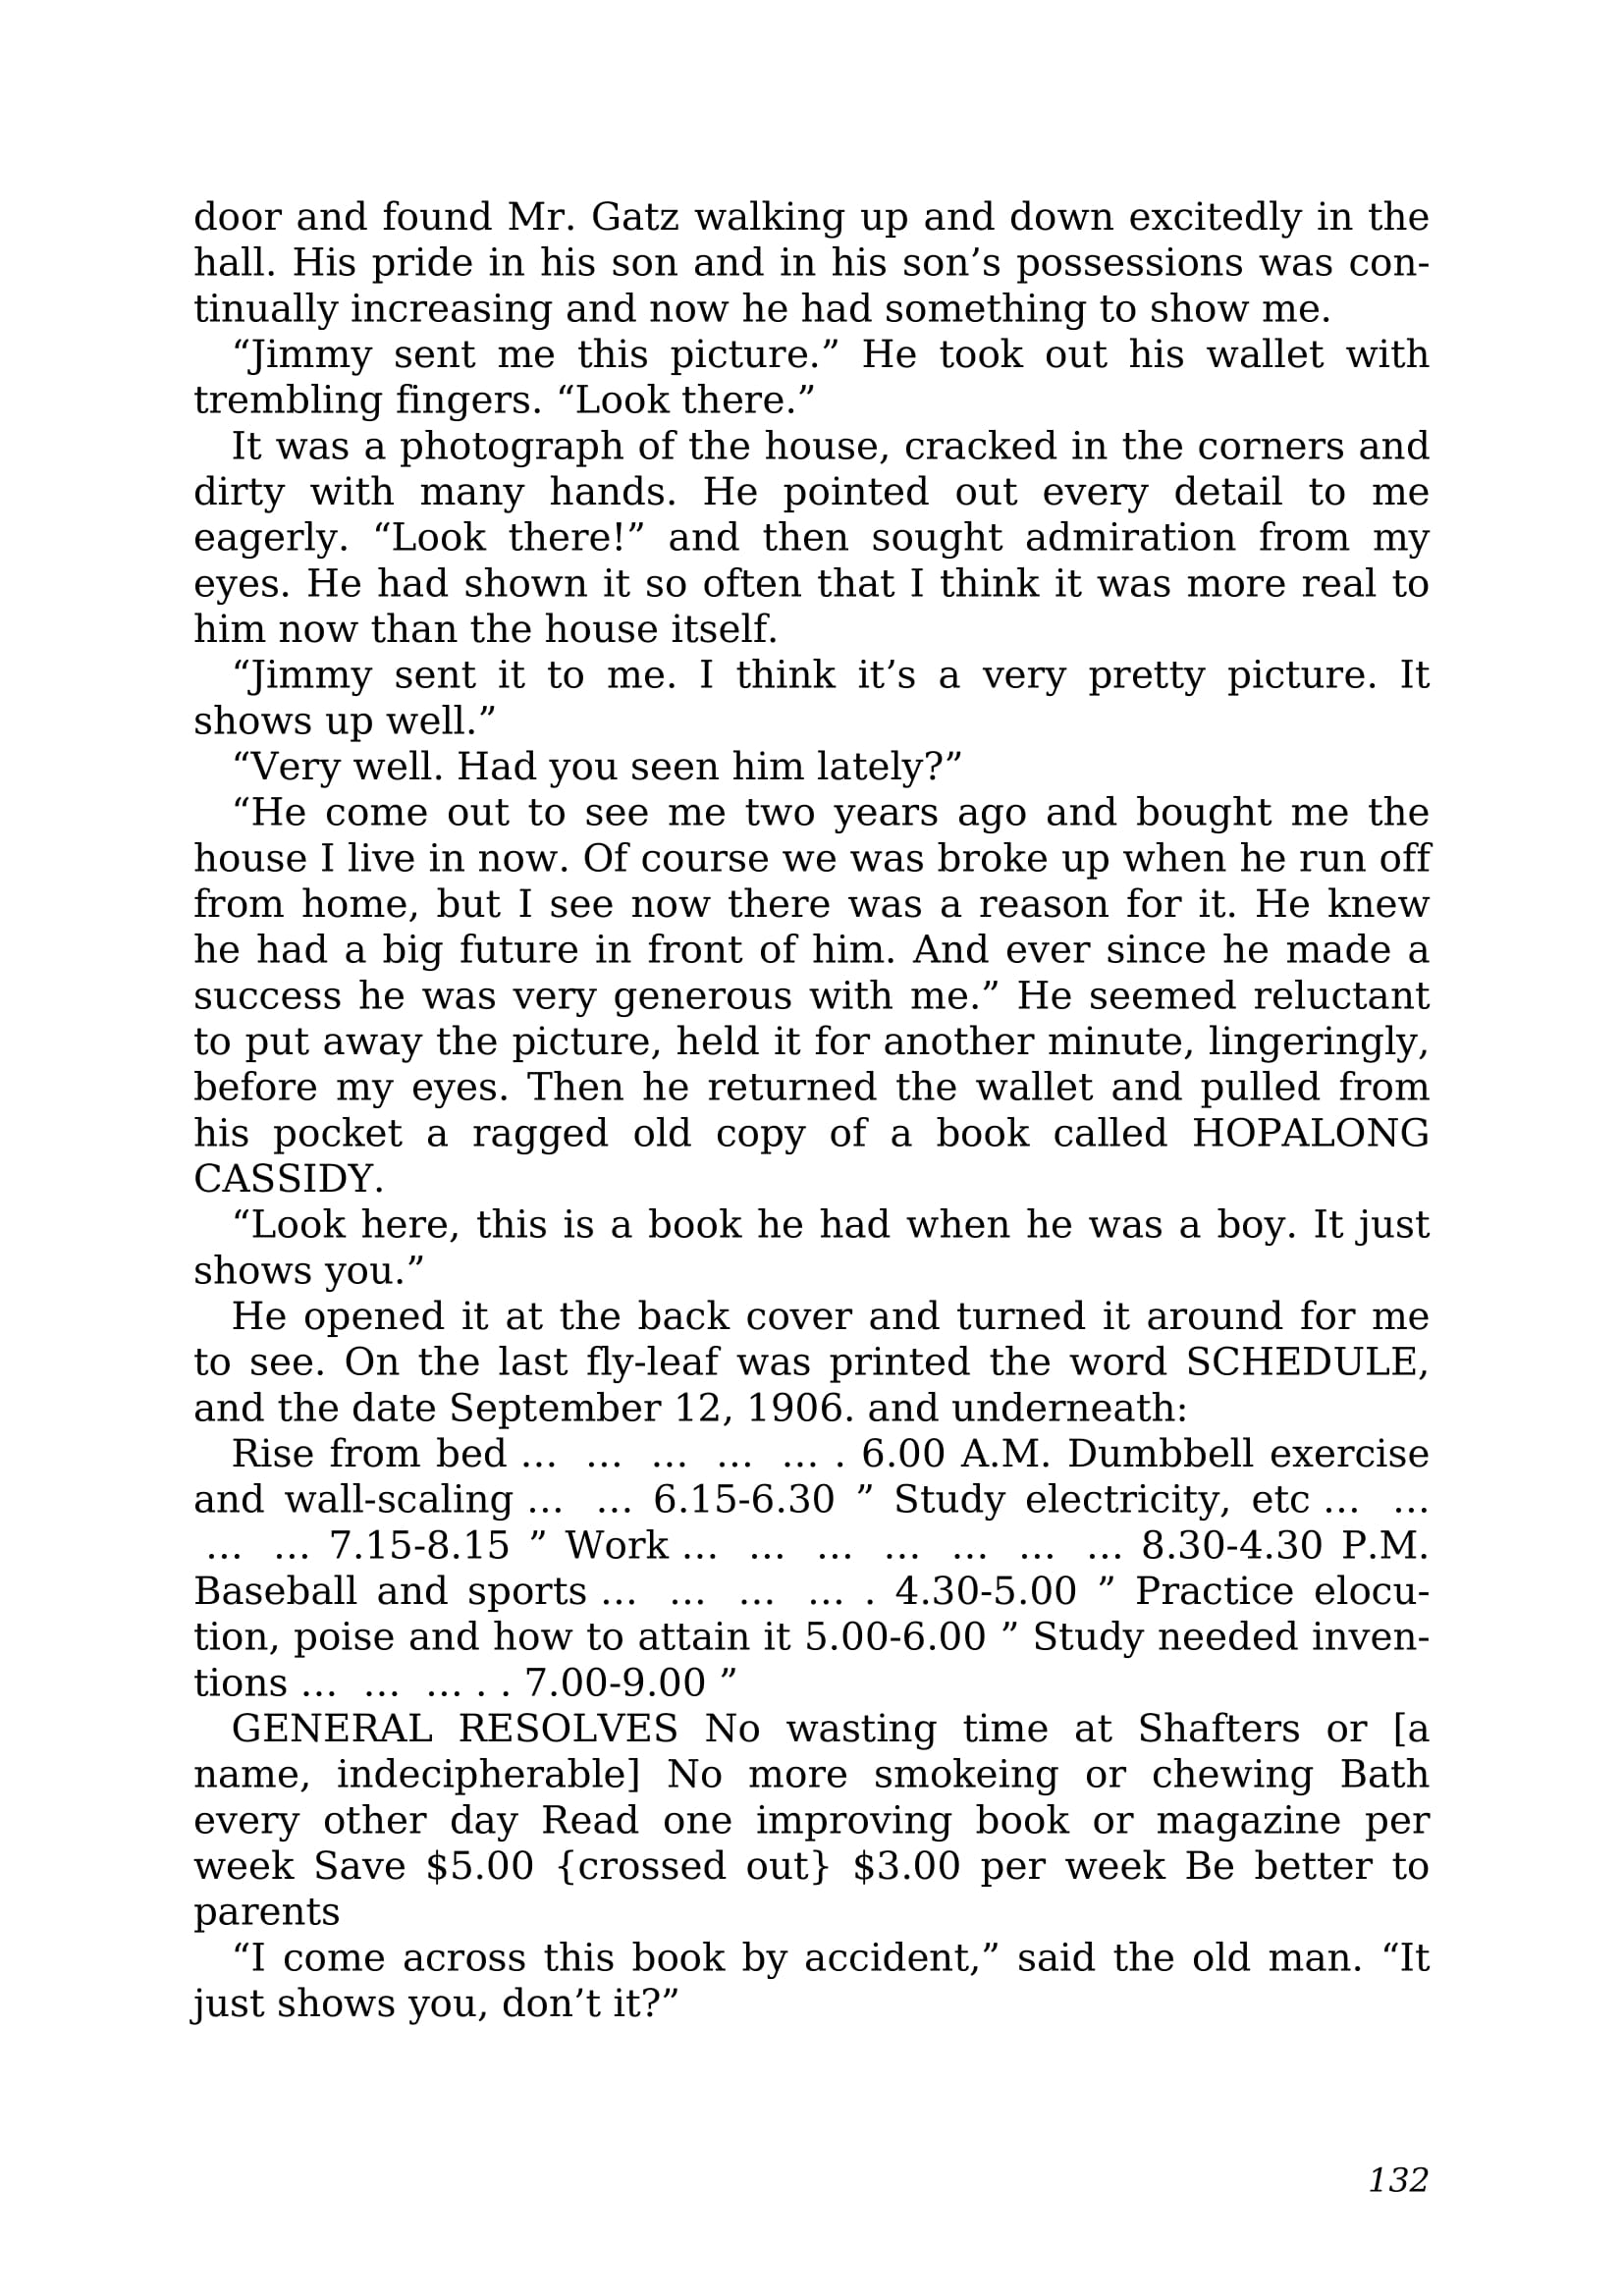 door and found Mr. Gatz walking up and down excitedly in the
hall. His pride in his son and in his son’s possessions was con-
tinually increasing and now he had something to show me.
“Jimmy sent me this picture.” He took out his wallet with
trembling fingers. “Look there.”
It was a photograph of the house, cracked in the corners and
dirty with many hands. He pointed out every detail to me
eagerly. “Look there!” and then sought admiration from my
eyes. He had shown it so often that I think it was more real to
him now than the house itself.
“Jimmy sent it to me. I think it’s a very pretty picture. It
shows up well.”
“Very well. Had you seen him lately?”
“He come out to see me two years ago and bought me the
house I live in now. Of course we was broke up when he run off
from home, but I see now there was a reason for it. He knew
he had a big future in front of him. And ever since he made a
success he was very generous with me.” He seemed reluctant
to put away the picture, held it for another minute, lingeringly,
before my eyes. Then he returned the wallet and pulled from
his pocket a ragged old copy of a book called HOPALONG
CASSIDY.
“Look here, this is a book he had when he was a boy. It just
shows you.”
He opened it at the back cover and turned it around for me
to see. On the last fly-leaf was printed the word SCHEDULE,
and the date September 12, 1906. and underneath:
Rise from bed … … … … … . 6.00 A.M. Dumbbell exercise
and wall-scaling … … 6.15-6.30 ” Study electricity, etc … …
… … 7.15-8.15 ” Work … … … … … … … 8.30-4.30 P.M.
Baseball and sports … … … … . 4.30-5.00 ” Practice elocu-
tion, poise and how to attain it 5.00-6.00 ” Study needed inven-
tions … … … . . 7.00-9.00 ”
GENERAL RESOLVES No wasting time at Shafters or [a
name, indecipherable] No more smokeing or chewing Bath
every other day Read one improving book or magazine per
week Save $5.00 {crossed out} $3.00 per week Be better to
parents
“I come across this book by accident,” said the old man. “It
just shows you, don’t it?”
132